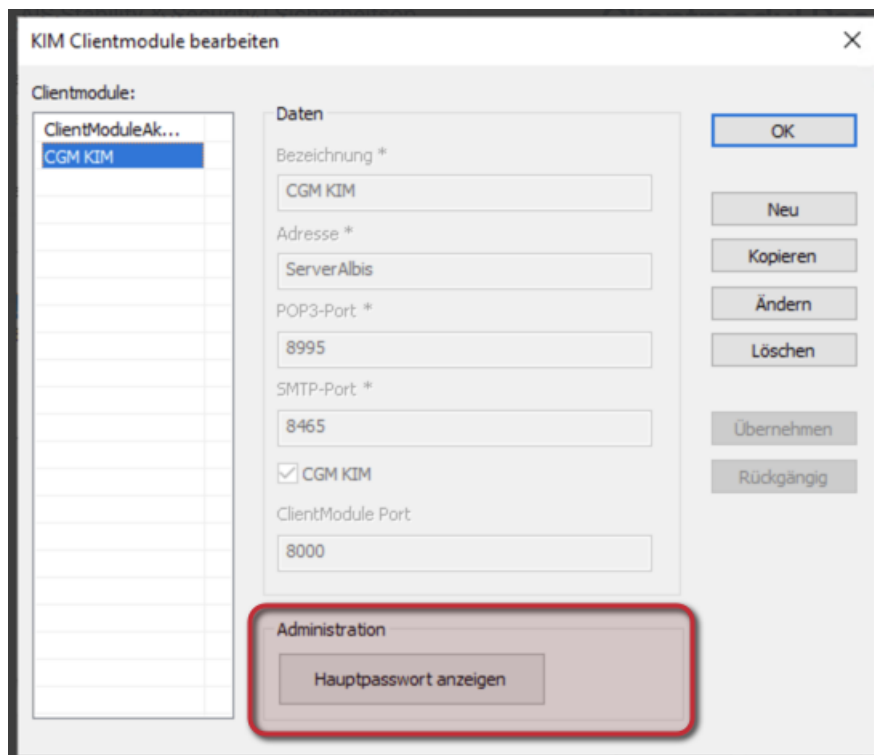 KIM Clientmodule bearbeiten
Clientmodule:
ClientModuleAk...
CGM KIM
Daten
Bezeichnung *
CGM KIM
Adresse *
ServerAlbis
POP3-Port *
8995
SMTP-Port *
8465
CGM KIM
ClientModule Port
8000
Administration
Hauptpasswort anzeigen
OK
Neu
Kopieren
Ändern
Löschen
Übernehmen
Rückgängig